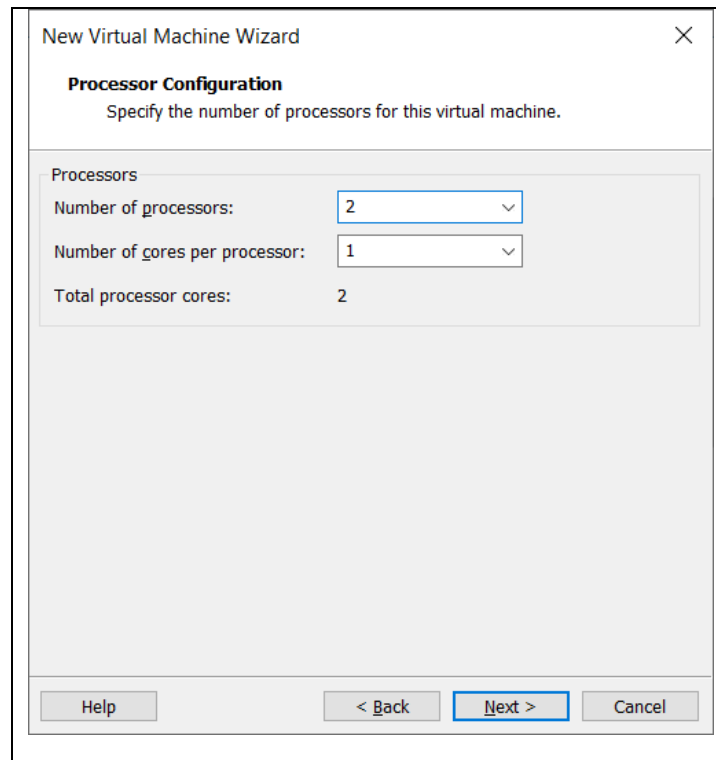 New Virtual Machine Wizard
Processor Configuration
Specify the number of processors for this virtual machine.
Processors
Number of processors: 2
Number of cores per processor: 1
Total processor cores: 2
Help < Back Next > Cancel